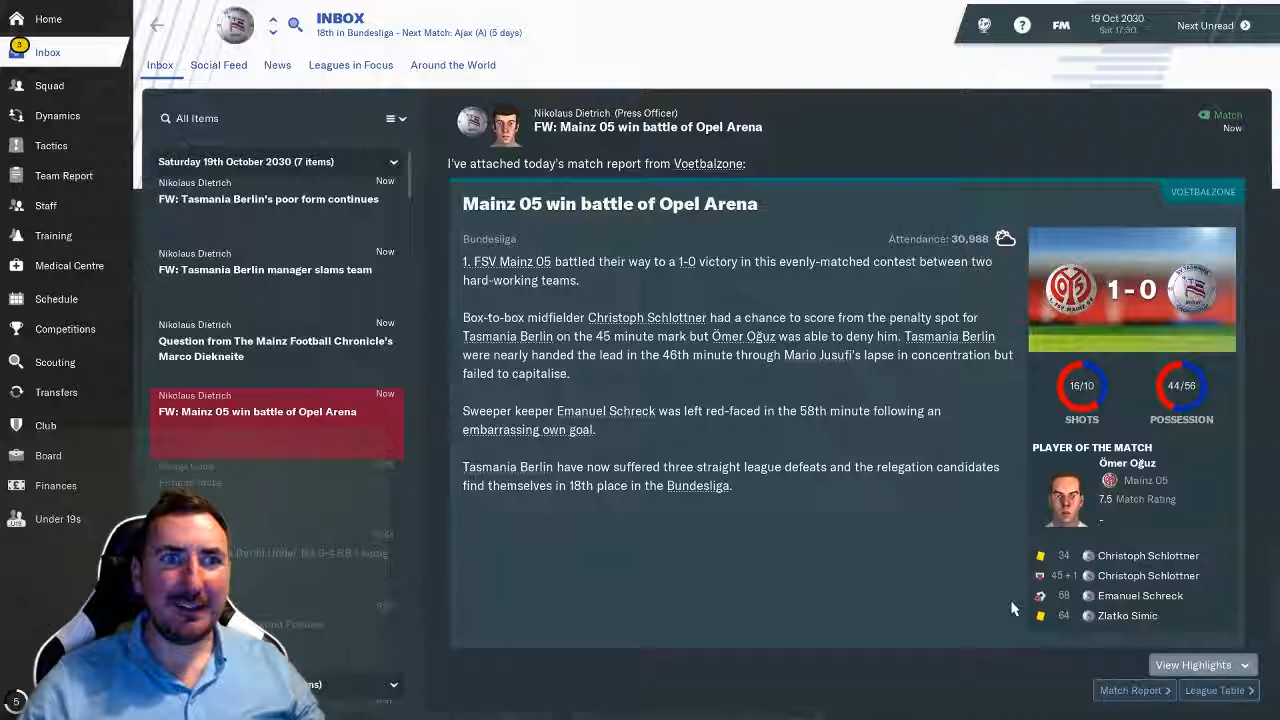 Home
INBOX
18th in Bundesliga - Next Match: Ajax (A) (5 days)
FM
19 Oct 2030
Sat 17:30
Next Unread
3
Inbox
Inbox
Social Feed
News
Leagues in Focus
Around the World
Squad
Dynamics
Tactics
Team Report
Staff
Training
Medical Centre
Schedule
Competitions
Scouting
Transfers
Club
Board
Finances
U19
Under 19s
5
All Items
Saturday 19th October 2030 (7 items)
Nikolaus Dietrich
Now
FW: Tasmania Berlin's poor form continues
Nikolaus Dietrich
Now
FW: Tasmania Berlin manager slams team
Nikolaus Dietrich
Now
Question from The Mainz Football Chronicle's
Marco Diekneite
Nikolaus Dietrich
Now
FW: Mainz 05 win battle of Opel Arena
Nikolaus Dietrich (Press Officer)
FW: Mainz 05 win battle of Opel Arena
Match
Now
I've attached today's match report from Voetbalzone:
VOETBALZONE
Mainz 05 win battle of Opel Arena
Bundesliga
Attendance: 30,988
1. FSV Mainz 05 battled their way to a 1-0 victory in this evenly-matched contest between two
hard-working teams.
Box-to-box midfielder Christoph Schlottner had a chance to score from the penalty spot for
Tasmania Berlin on the 45 minute mark but Ömer Oğuz was able to deny him. Tasmania Berlin
were nearly handed the lead in the 46th minute through Mario Jusufi's lapse in concentration but
failed to capitalise.
Sweeper keeper Emanuel Schreck was left red-faced in the 58th minute following an
embarrassing own goal.
Tasmania Berlin have now suffered three straight league defeats and the relegation candidates
find themselves in 18th place in the Bundesliga.
1-0
16/10
SHOTS
44/56
POSSESSION
PLAYER OF THE MATCH
Ömer Oğuz
Mainz 05
7.5 Match Rating
-
34 Christoph Schlottner
45 + 1 Christoph Schlottner
58 Emanuel Schreck
64 Zlatko Simic
View Highlights
Match Report
League Table